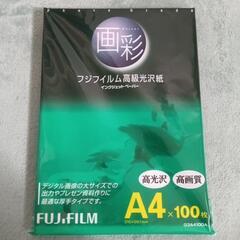 画彩
フジフイルム高級光沢紙
インクジェットペーパー
高光沢
高画質
デジタル画像の大サイズでの
出力やプレゼン資料作りに
最適な厚手タイプです。
A4×100枚
FUJiFILM
G3A4100A